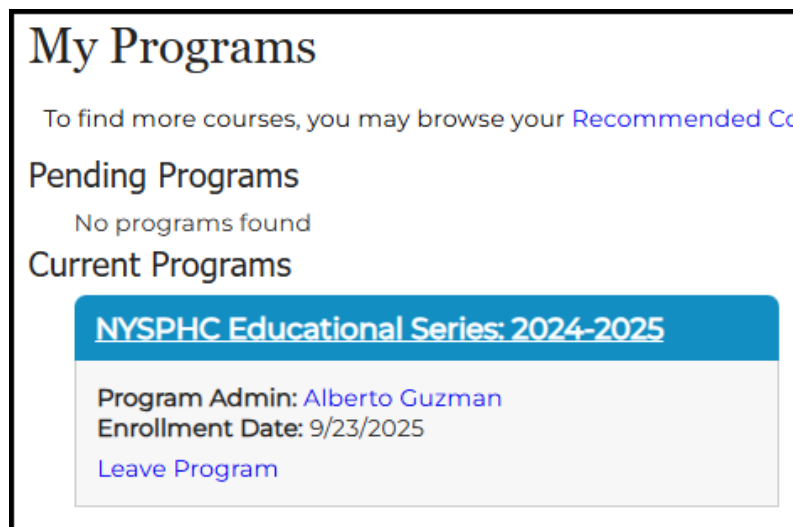 My Programs
To find more courses, you may browse your Recommended
Pending Programs
No programs found
Current Programs
NYSPHC Educational Series: 2024-2025
Program Admin: Alberto Guzman
Enrollment Date: 9/23/2025
Leave Program